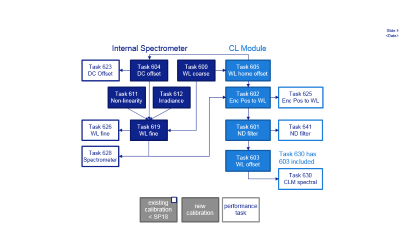 Slide 4
<Date>
Internal Spectrometer
CL Module
Task 623
DC Offset
Task 604
DC offset
Task 600
WL coarse
Task 605
WL home offset
Task 611
Non-linearity
Task 612
Irradiance
Task 602
Enc Pos to WL
Task 625
Enc Pos to WL
Task 626
WL fine
Task 619
WL fine
Task 601
ND filter
Task 641
ND filter
Task 628
Spectrometer
Task 603
WL offset
Task 630 has
603 included
Task 630
CLM spectral
existing
calibration
< SP18
new
calibration
performance
task